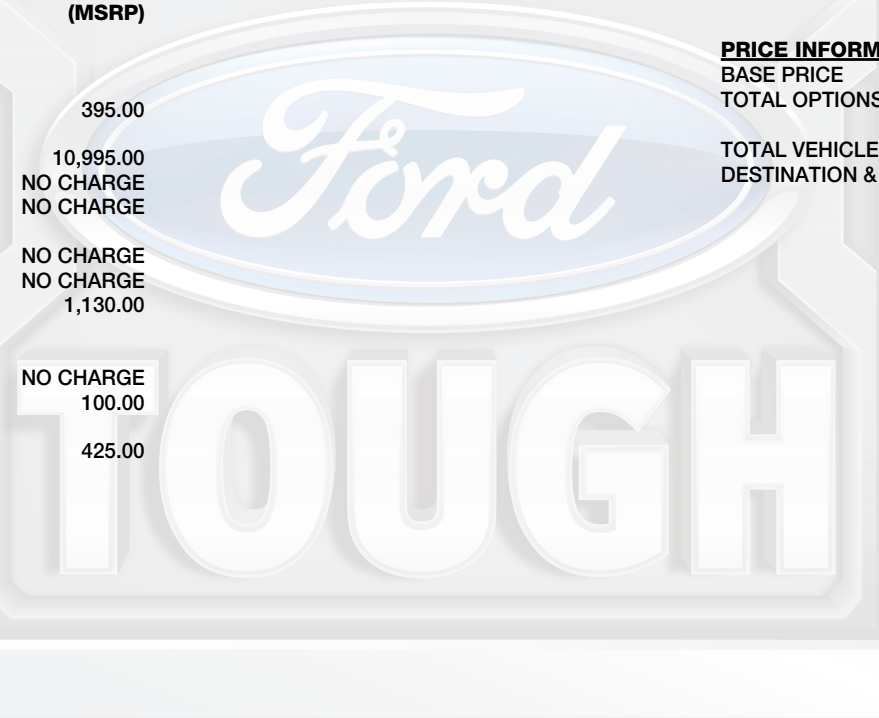 (MSRP)
395.00
10,995.00
NO CHARGE
NO CHARGE
NO CHARGE
NO CHARGE
1,130.00
NO CHARGE
100.00
425.00
PRICE INFORM
BASE PRICE
TOTAL OPTIONS
TOTAL VEHICLE
DESTINATION &
Ford
TOUGH